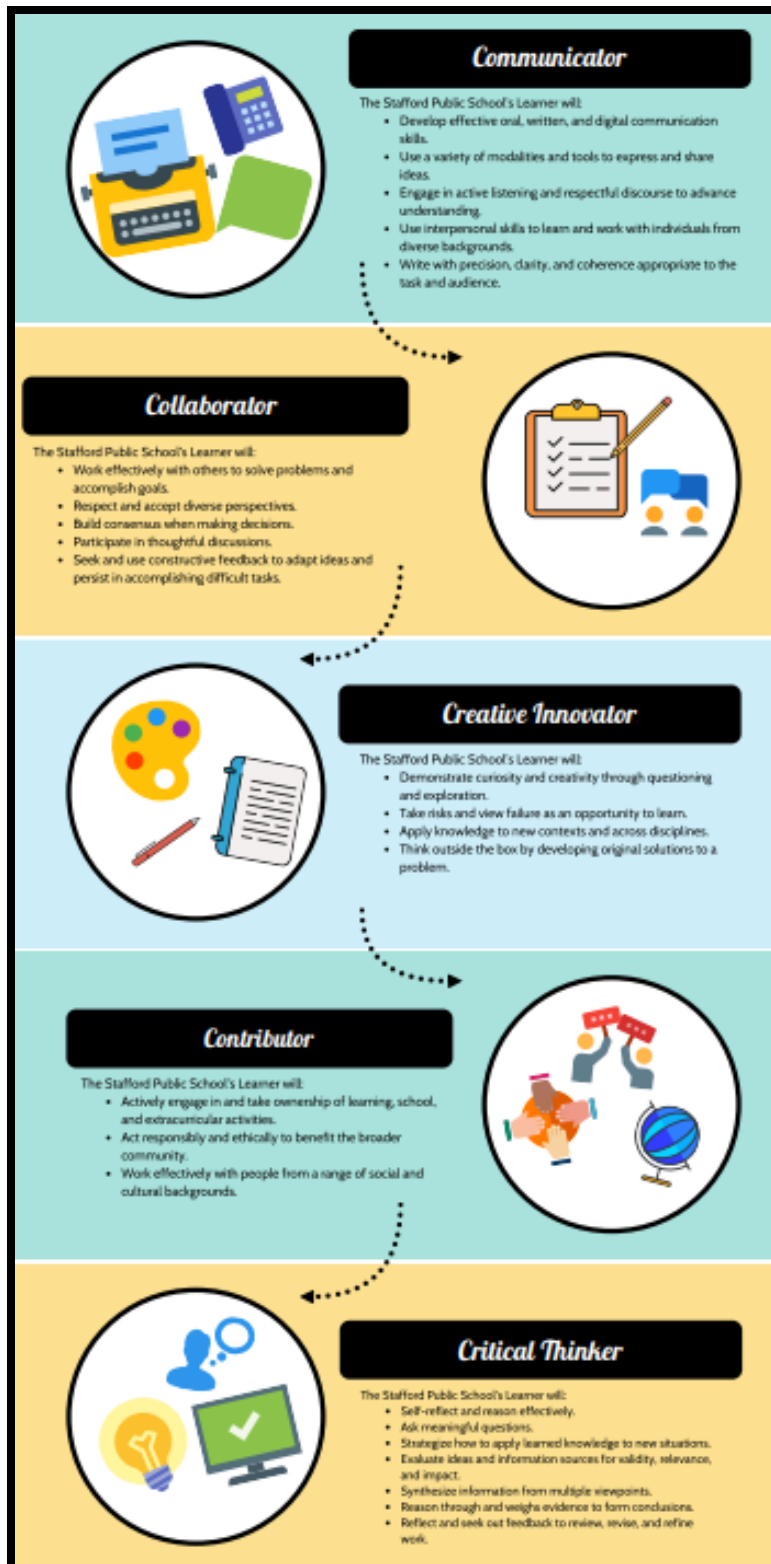 Communicator
The Stafford Public School's Learner will:
• Develop effective oral, written, and digital communication
skills.
• Use a variety of modalities and tools to express and share
ideas.
• Engage in active listening and respectful discourse to advance
understanding.
• Use interpersonal skills to learn and work with individuals from
diverse backgrounds.
• Write with precision, clarity, and coherence appropriate to the
task and audience.
Collaborator
The Stafford Public School's Learner will:
• Work effectively with others to solve problems and
accomplish goals.
• Respect and accept diverse perspectives.
• Build consensus when making decisions.
• Participate in thoughtful discussions.
• Seek and use constructive feedback to adapt ideas and
persist in accomplishing difficult tasks.
Creative Innovator
The Stafford Public School's Learner will:
• Demonstrate curiosity and creativity through questioning
and exploration.
• Take risks and view failure as an opportunity to learn.
• Apply knowledge to new contexts and across disciplines.
• Think outside the box by developing original solutions to a
problem.
Contributor
The Stafford Public School's Learner will:
• Actively engage in and take ownership of learning, school,
and extracurricular activities.
• Act responsibly and ethically to benefit the broader
community.
• Work effectively with people from a range of social and
cultural backgrounds.
Critical Thinker
The Stafford Public School's Learner will:
• Self-reflect and reason effectively.
• Ask meaningful questions.
• Strategize how to apply learned knowledge to new situations.
• Evaluate ideas and information sources for validity, relevance,
and impact.
• Synthesize information from multiple viewpoints.
• Reason through and weighs evidence to form conclusions.
• Reflect and seek out feedback to review, revise, and refine
work.